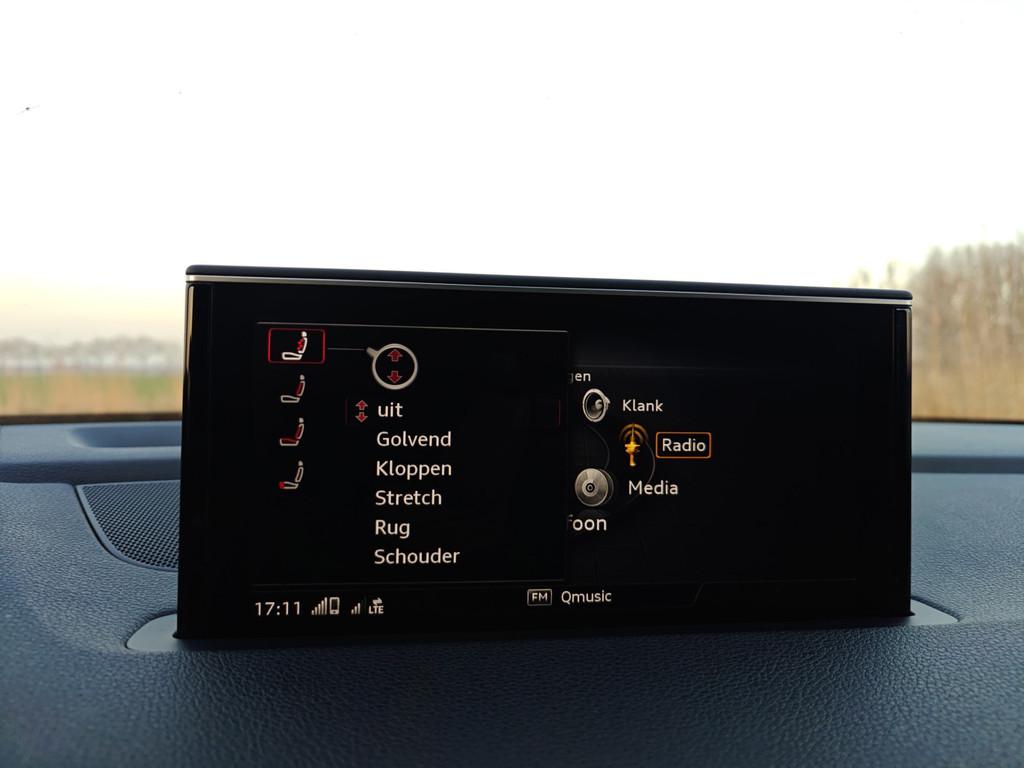 uit
Golvend
Kloppen
Stretch
Rug
Schouder
gen
Klank
Radio
Media
foon
17:11
LTE
FM Qmusic